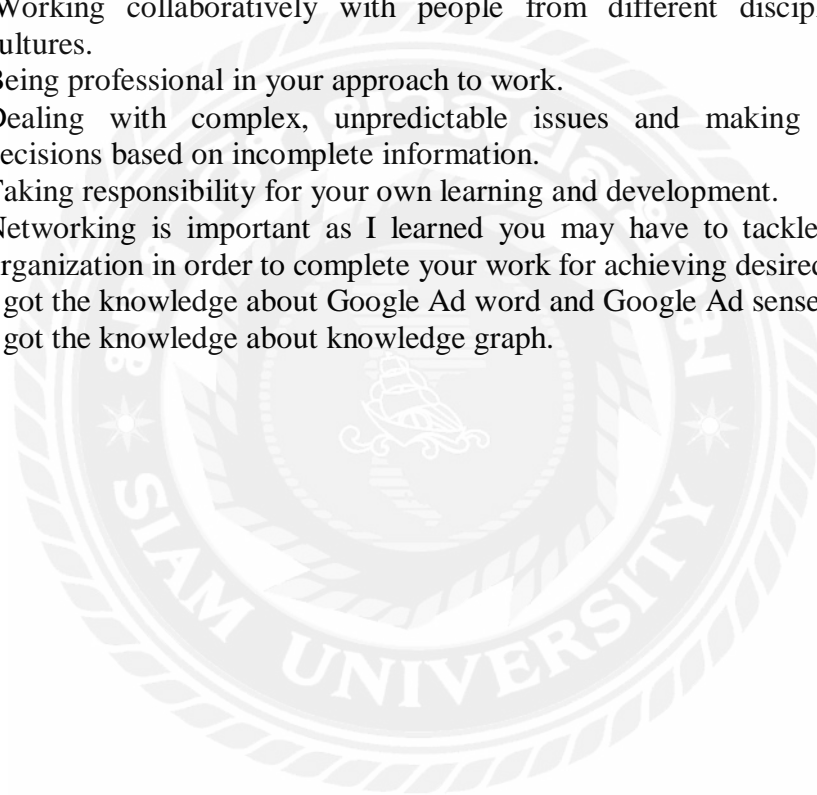 Working collaboratively with people from different
ultures.
Being professional in your approach to work.
Dealing with complex, unpredictable issues and making
ecisions based on incomplete information.
Taking responsibility for your own learning and development.
Networking is important as I learned you may have to tackle
rganization in order to complete your work for achieving desired
got the knowledge about Google Ad word and Google Ad sense
got the knowledge about knowledge graph.
SIAM UNIVERSITY